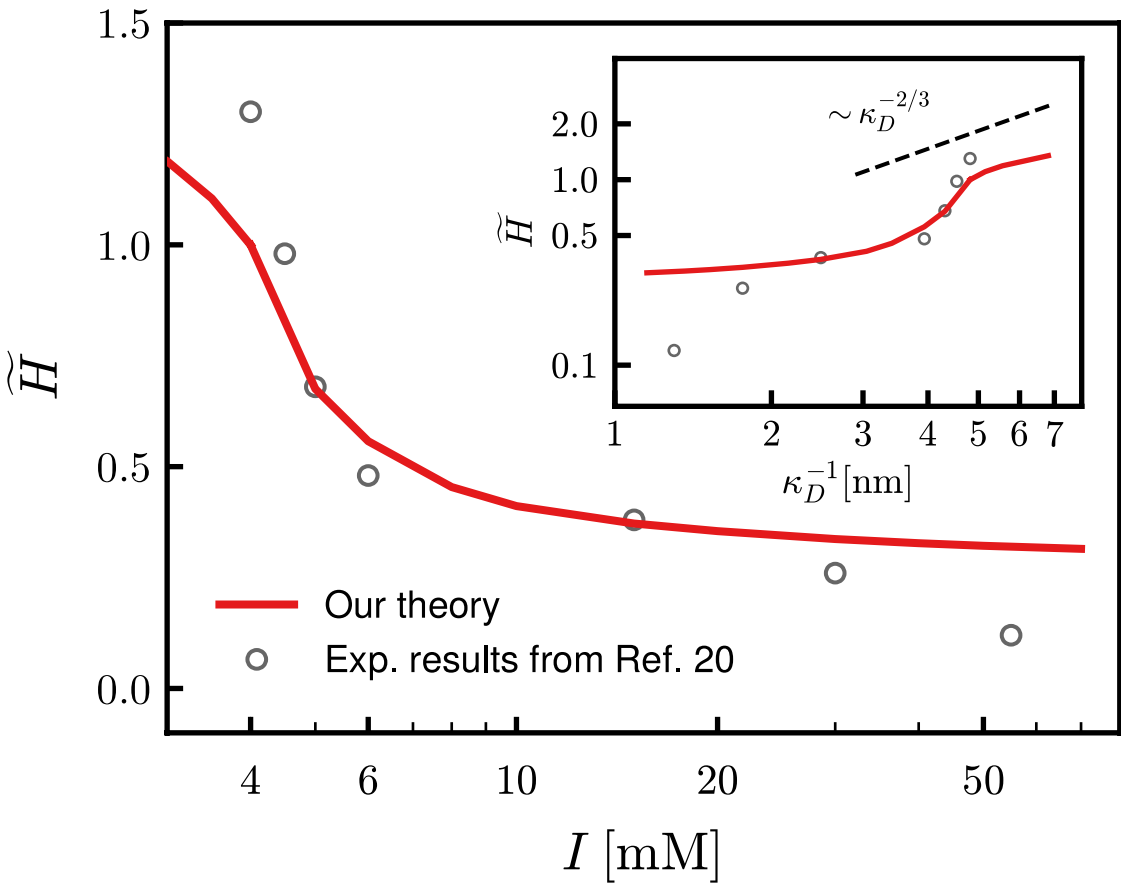 1.5
1.0
0.5
0.0
H̃
4 6 10 20 50
I [mM]
Our theory
Exp. results from Ref. 20
2.0
1.0
0.5
0.1
H̃
∼ κ_D^{-2/3}
1 2 3 4 5 6 7
κ_D^{-1}[nm]